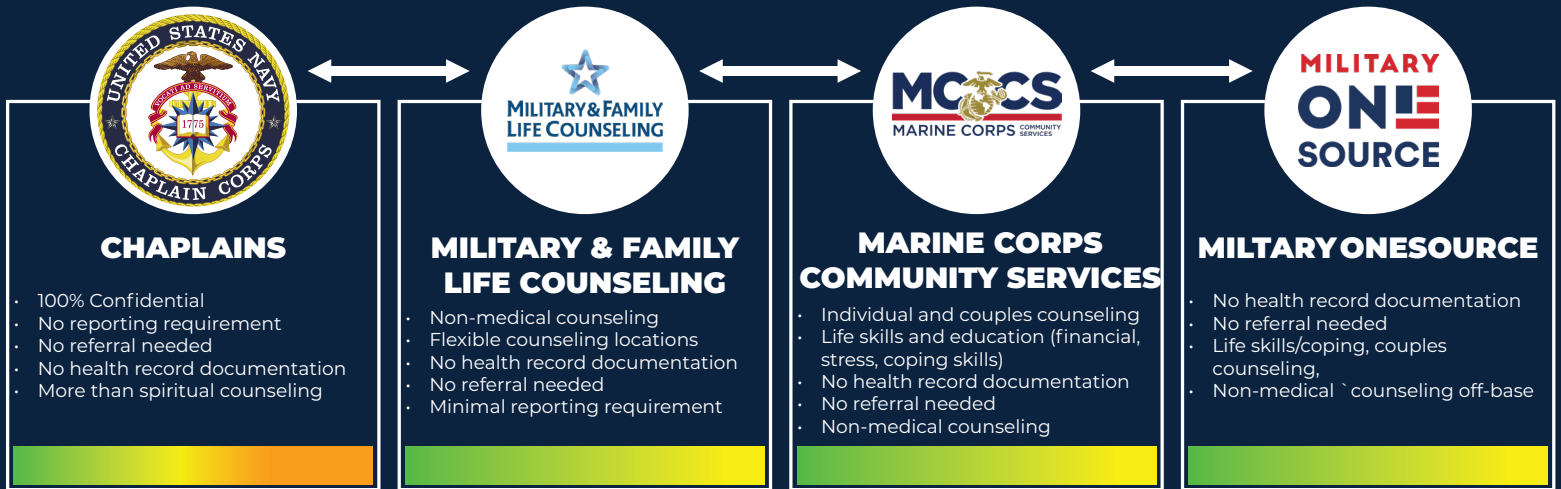 UNITED STATES NAVY
VOCATI AD SERVITIUM
1775
CHAPLAIN CORPS
CHAPLAINS
• 100% Confidential
• No reporting requirement
• No referral needed
• No health record documentation
• More than spiritual counseling
MILITARY & FAMILY
LIFE COUNSELING
MILITARY & FAMILY
LIFE COUNSELING
• Non-medical counseling
• Flexible counseling locations
• No health record documentation
• No referral needed
• Minimal reporting requirement
MCCS
MARINE CORPS COMMUNITY
SERVICES
MARINE CORPS
COMMUNITY SERVICES
• Individual and couples counseling
• Life skills and education (financial,
stress, coping skills)
• No health record documentation
• No referral needed
• Non-medical counseling
MILITARY
ONE
SOURCE
MILTARY ONESOURCE
• No health record documentation
• No referral needed
• Life skills/coping, couples
counseling,
• Non-medical `counseling off-base